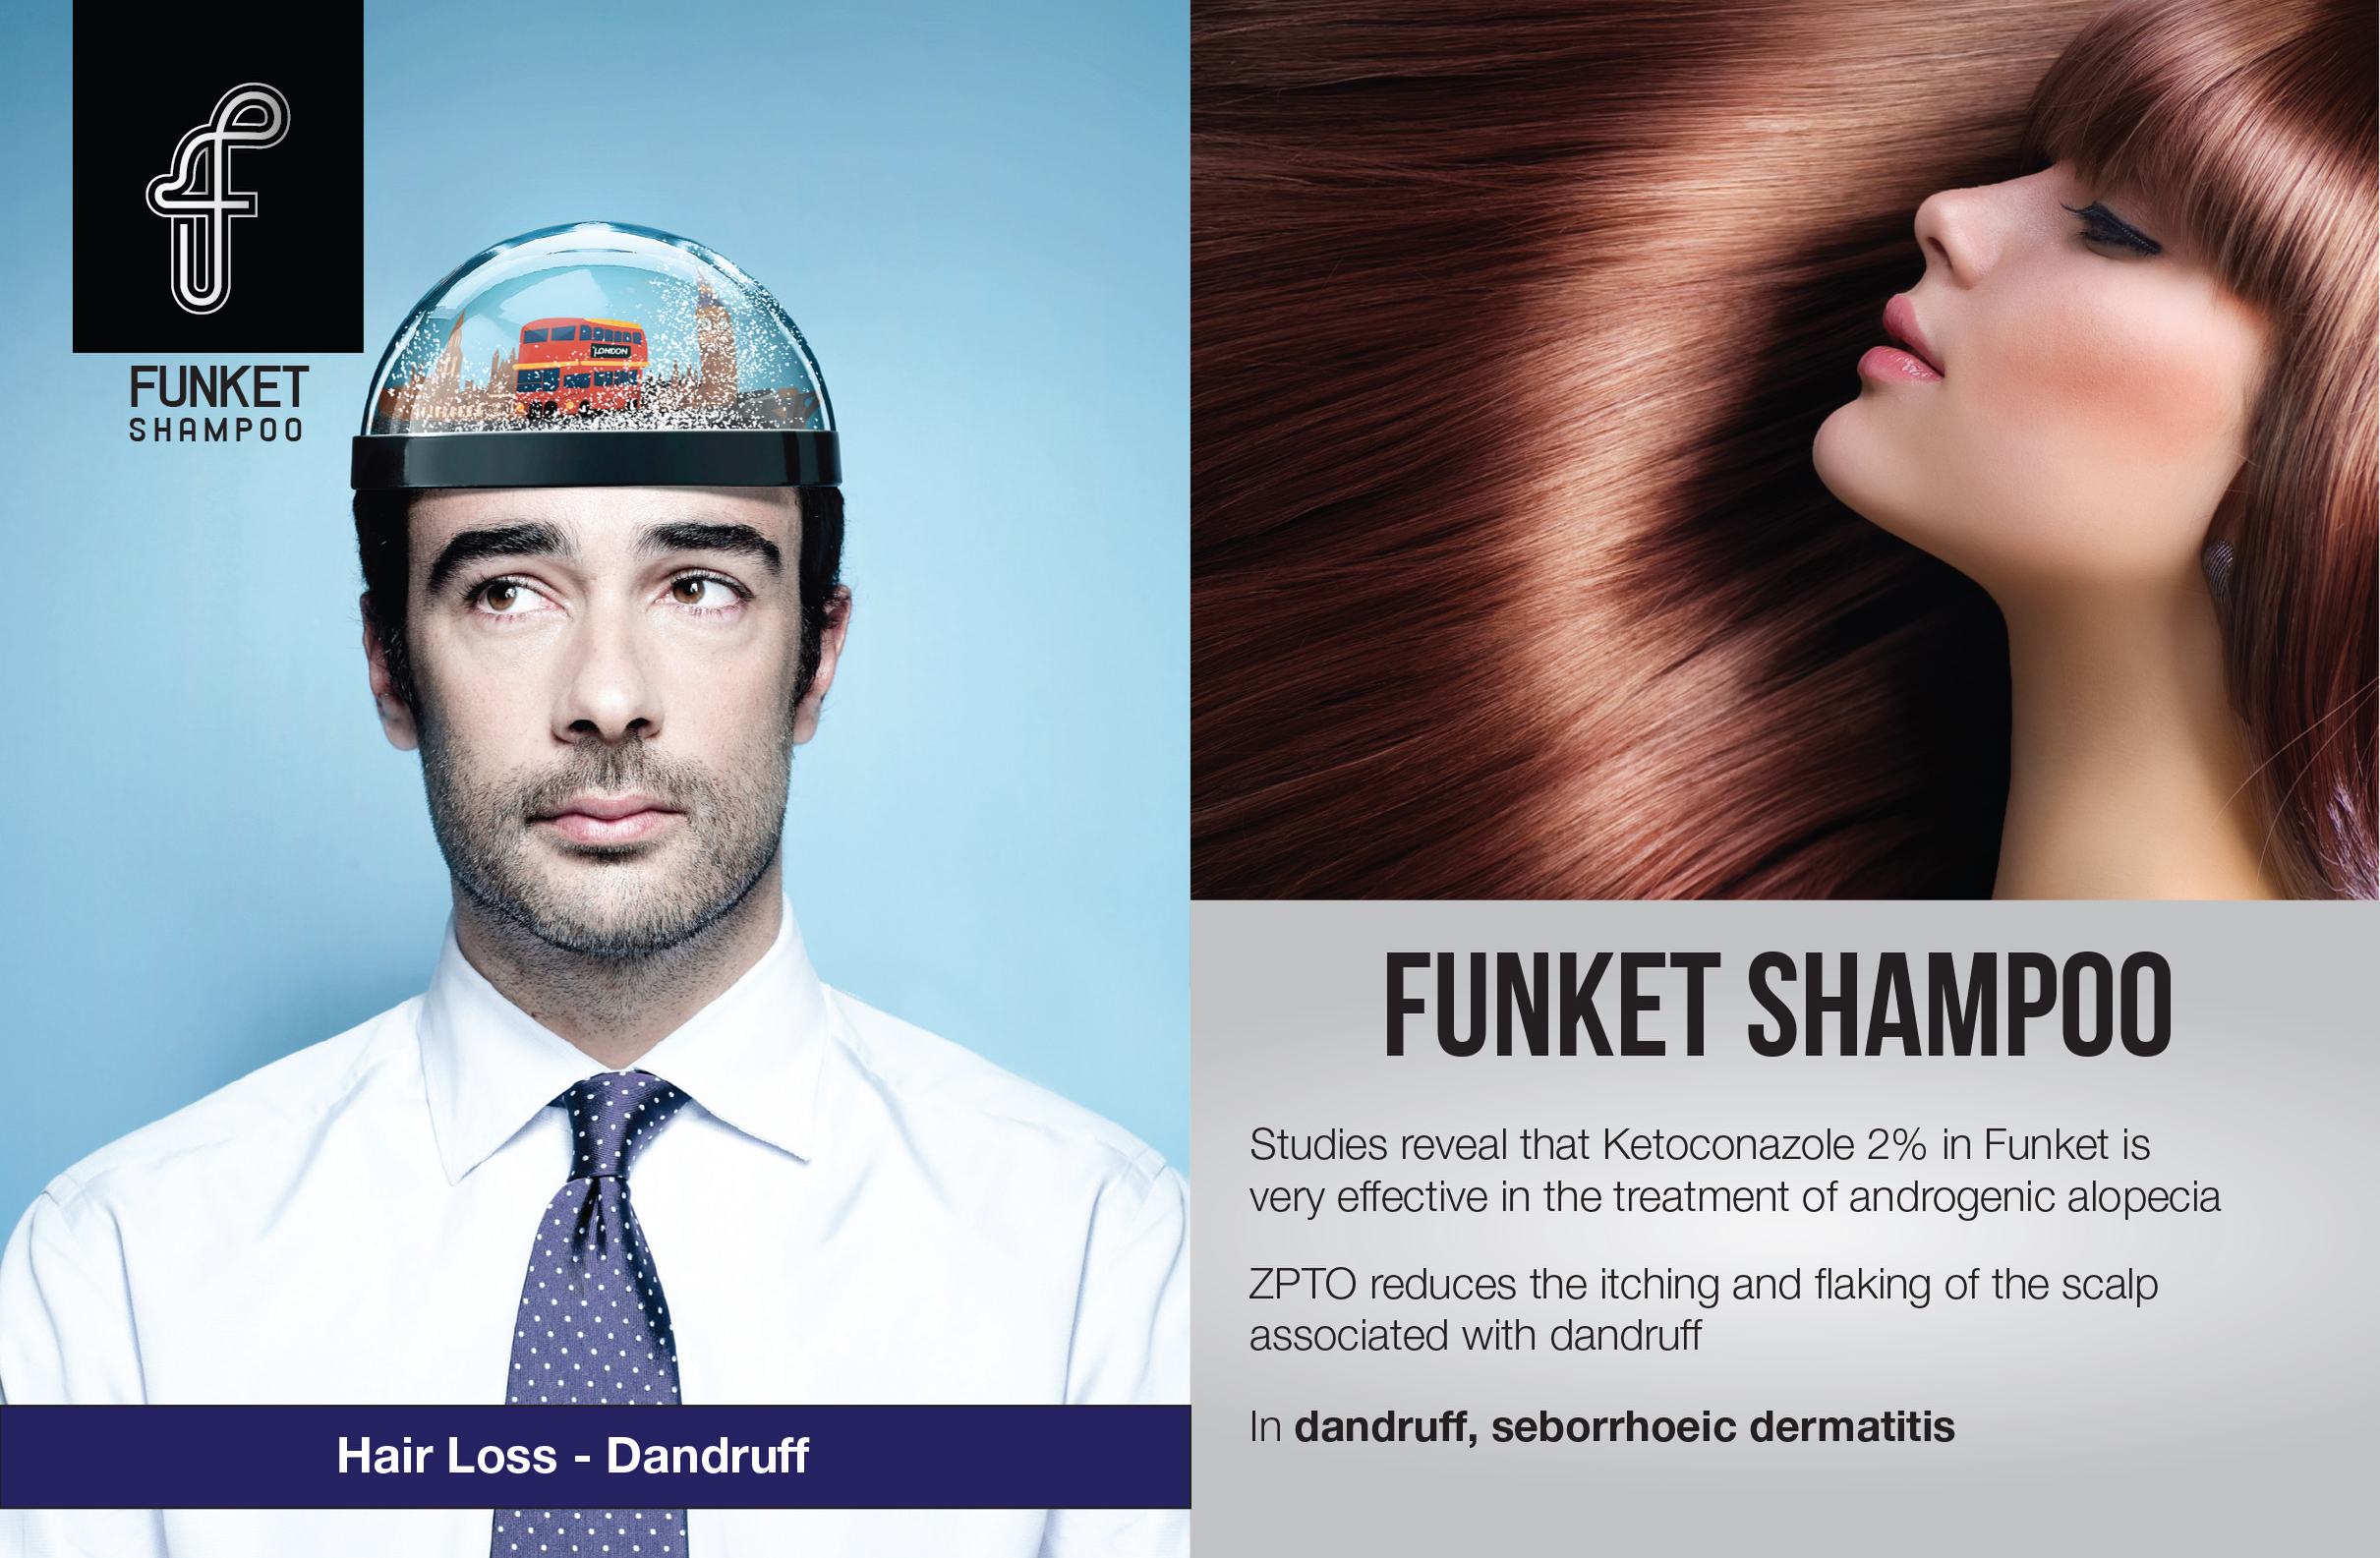 FUNKET
SHAMPOO
LONDON
Hair Loss - Dandruff
FUNKET SHAMPOO
Studies reveal that Ketoconazole 2% in Funket is
very effective in the treatment of androgenic alopecia
ZPTO reduces the itching and flaking of the scalp
associated with dandruff
In dandruff, seborrhoeic dermatitis